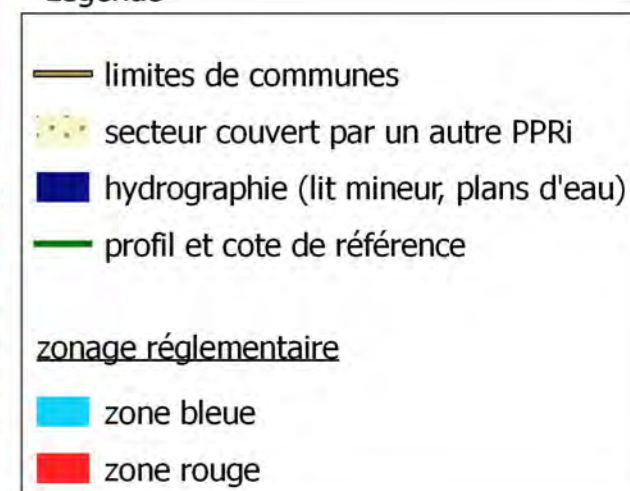 Légende
limites de communes
secteur couvert par un autre PPRi
hydrographie (lit mineur, plans d'eau)
profil et cote de référence
zonage réglementaire
zone bleue
zone rouge